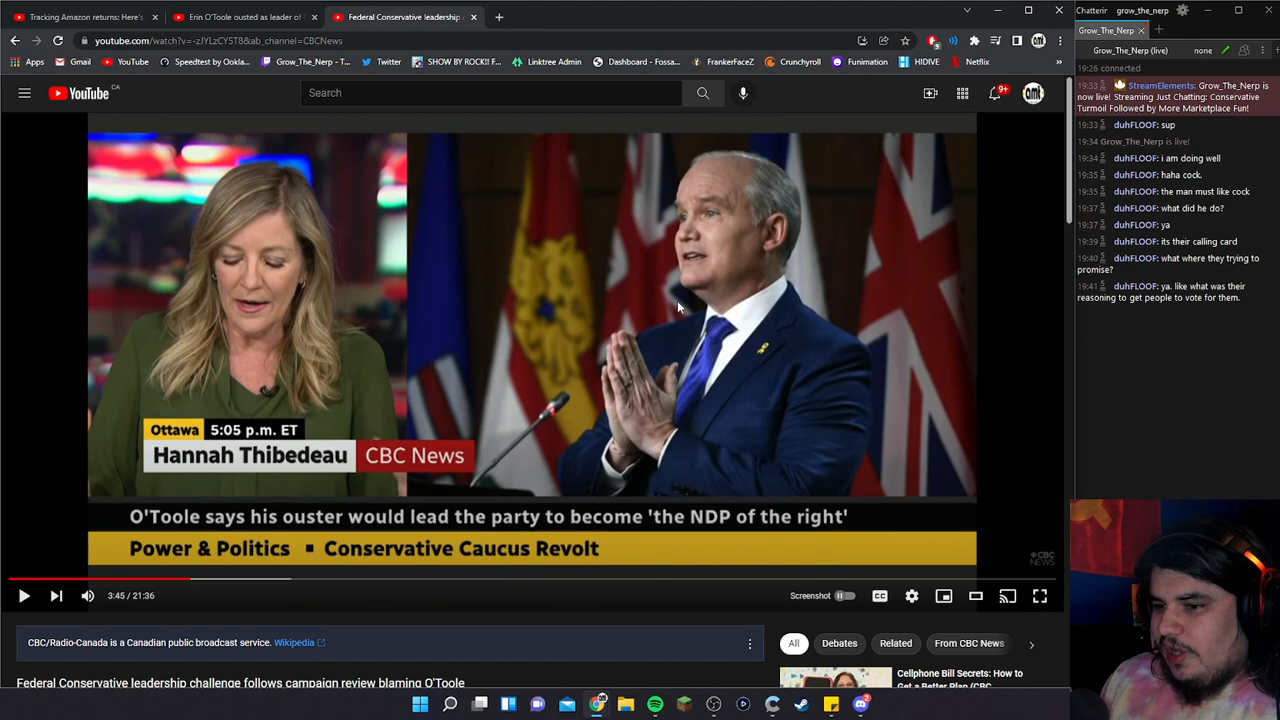 Tracking Amazon returns: Here's
Erin O'Toole ousted as leader of
Federal Conservative leadership
Chatterir
grow_the_nerp
youtube.com/watch?v=-zJYLzCY5T8&ab_channel=CBCNews
Grow_The_Nerp
Apps
Gmail
YouTube
Speedtest by Ookla...
Grow_The_Nerp - T...
Twitter
SHOW BY ROCK!! F...
Linktree Admin
Dashboard - Fossa...
FrankerFaceZ
Crunchyroll
Funimation
HIDIVE
Netflix
»
Grow_The_Nerp (live)
none
19:26 connected
YouTube CA
Search
9+
19:33 StreamElements: Grow_The_Nerp is
now live! Streaming Just Chatting: Conservative
Turmoil Followed by More Marketplace Fun!
19:33 duhFLOOF: sup
19:34 Grow_The_Nerp is live!
19:34 duhFLOOF: i am doing well
19:35 duhFLOOF: haha cock.
19:35 duhFLOOF: the man must like cock
19:37 duhFLOOF: what did he do?
19:37 duhFLOOF: ya
19:39 duhFLOOF: its their calling card
19:40 duhFLOOF: what where they trying to
promise?
19:41 duhFLOOF: ya. like what was their
reasoning to get people to vote for them.
Ottawa 5:05 p.m. ET
Hannah Thibedeau CBC News
O'Toole says his ouster would lead the party to become 'the NDP of the right'
Power & Politics ▪ Conservative Caucus Revolt
CBC
NEWS
3:45 / 21:36
Screenshot
CC
CBC/Radio-Canada is a Canadian public broadcast service. Wikipedia
All
Debates
Related
From CBC News
Federal Conservative leadership challenge follows campaign review blaming O'Toole
Cellphone Bill Secrets: How to
Get a Better Plan (CBC